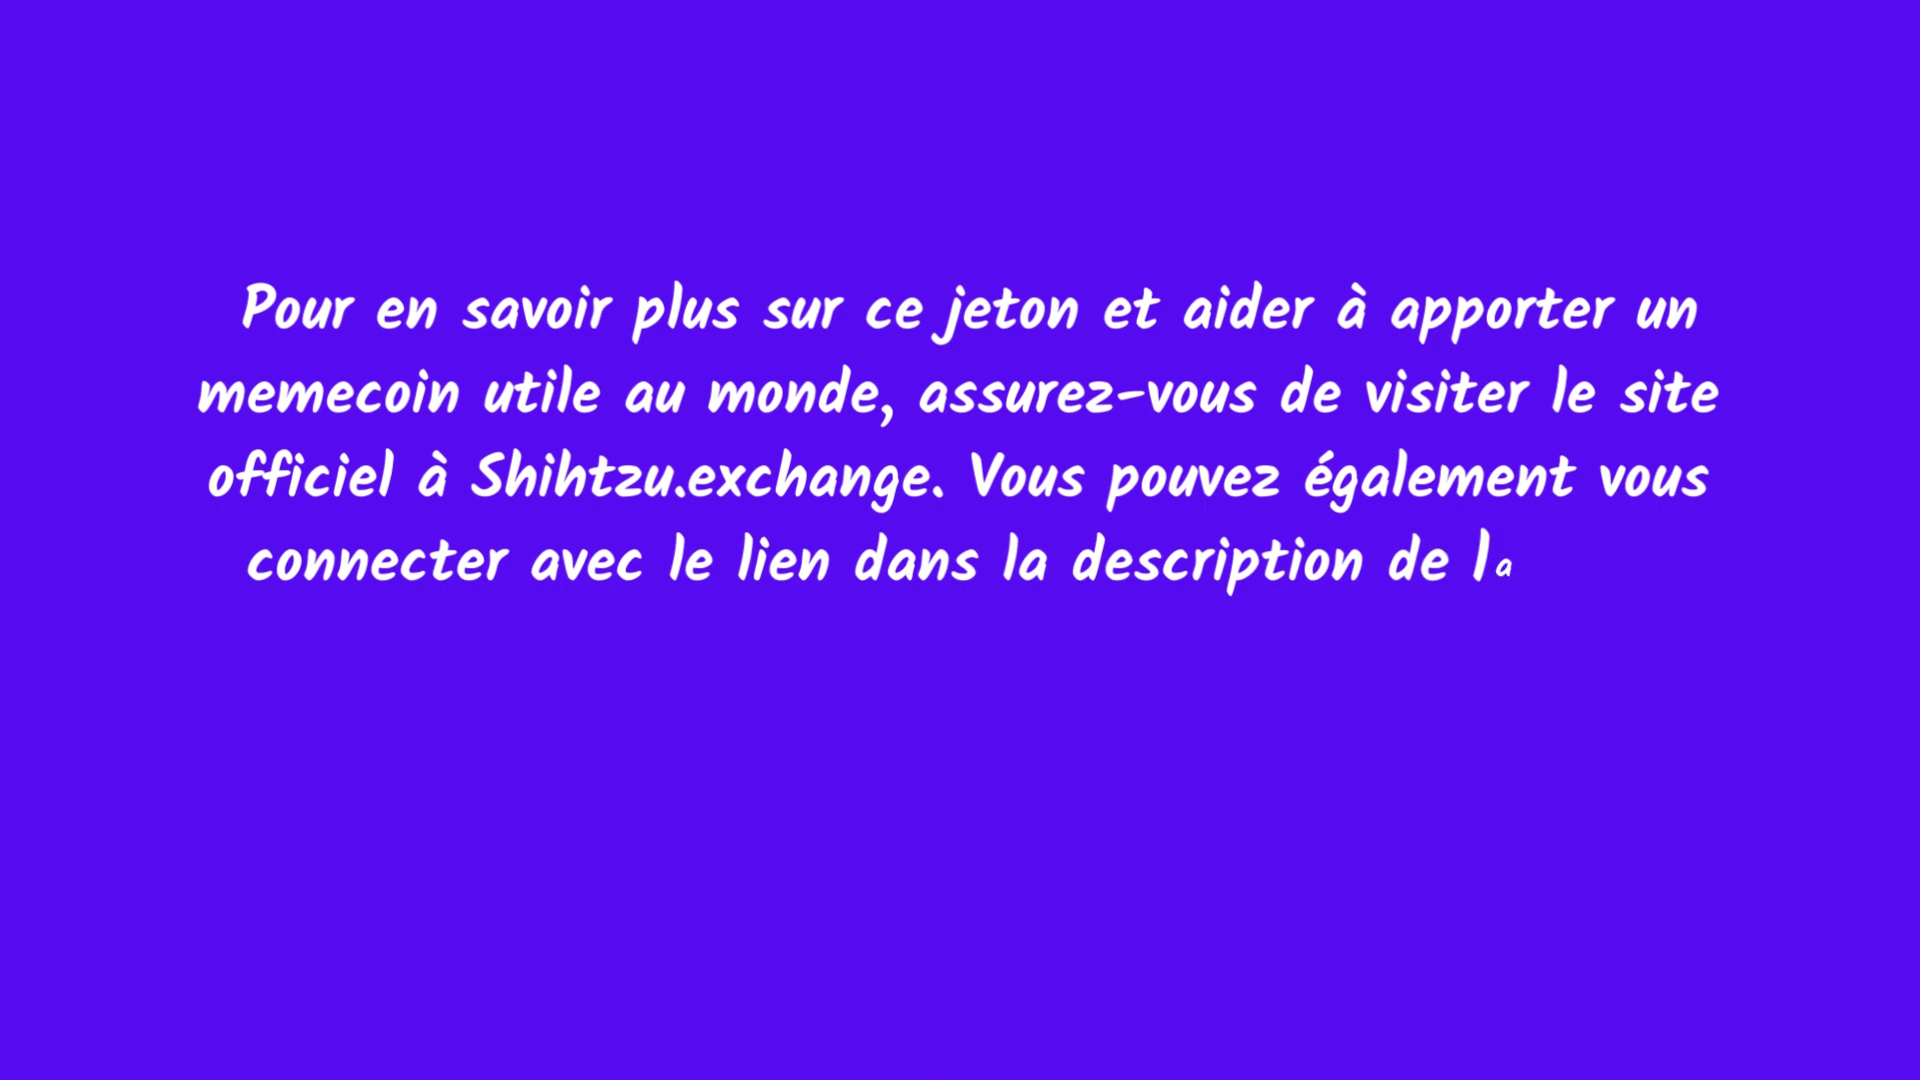 Pour en savoir plus sur ce jeton et aider à apporter un
memecoin utile au monde, assurez-vous de visiter le site
officiel à Shihtzu.exchange. Vous pouvez également vous
connecter avec le lien dans la description de la